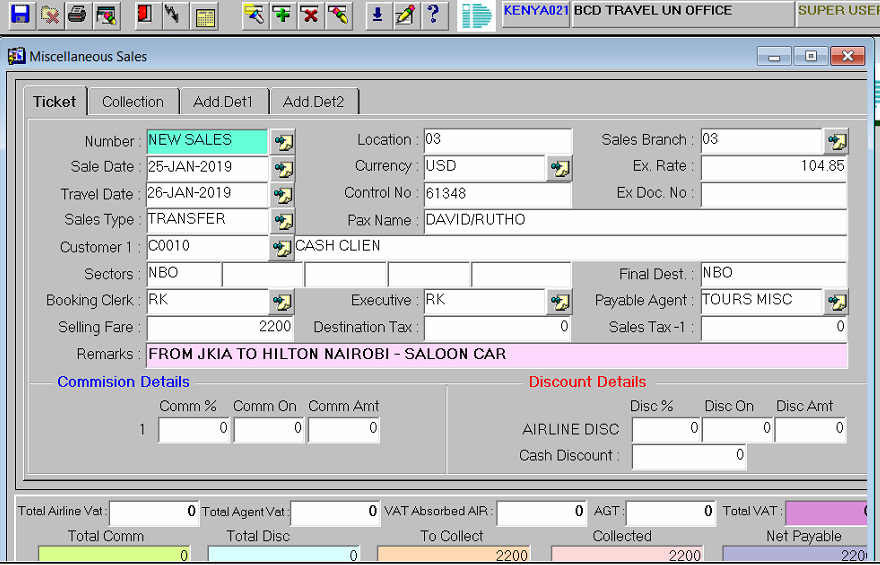 KENYA021 BCD TRAVEL UN OFFICE SUPER USER
Miscellaneous Sales
Ticket Collection Add.Det1 Add.Det2
Number : NEW SALES Location : 03 Sales Branch : 03
Sale Date : 25-JAN-2019 Currency : USD Ex. Rate : 104.85
Travel Date : 26-JAN-2019 Control No : 61348 Ex Doc. No :
Sales Type : TRANSFER Pax Name : DAVID/RUTHO
Customer 1 : C0010 CASH CLIEN
Sectors : NBO Final Dest. : NBO
Booking Clerk : RK Executive : RK Payable Agent : TOURS MISC
Selling Fare : 2200 Destination Tax : 0 Sales Tax-1 : 0
Remarks : FROM JKIA TO HILTON NAIROBI - SALOON CAR
Commision Details Discount Details
Comm % Comm On Comm Amt Disc % Disc On Disc Amt
1 0 0 0 AIRLINE DISC 0 0 0
Cash Discount : 0
Total Airline Vat : 0 Total Agent Vat : 0 VAT Absorbed AIR : 0 AGT : 0 Total VAT :
Total Comm Total Disc To Collect Collected Net Payable
0 0 2200 2200 220